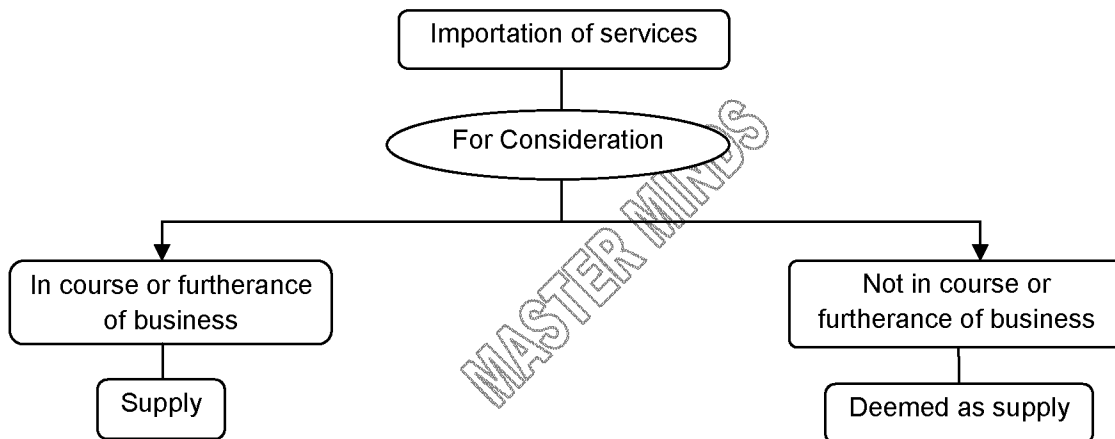 Importation of services
For Consideration
MASTER MINDS
In course or furtherance
of business
Not in course or
furtherance of business
Supply
Deemed as supply